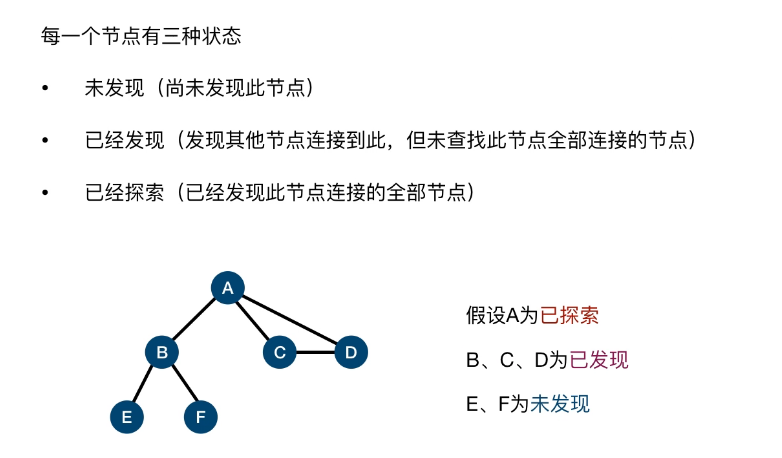 每一个节点有三种状态
• 未发现（尚未发现此节点）
• 已经发现（发现其他节点连接到此，但未查找此节点全部连接的节点）
• 已经探索（已经发现此节点连接的全部节点）
A
假设A为已探索
B C D
B、C、D为已发现
E、F为未发现
E F